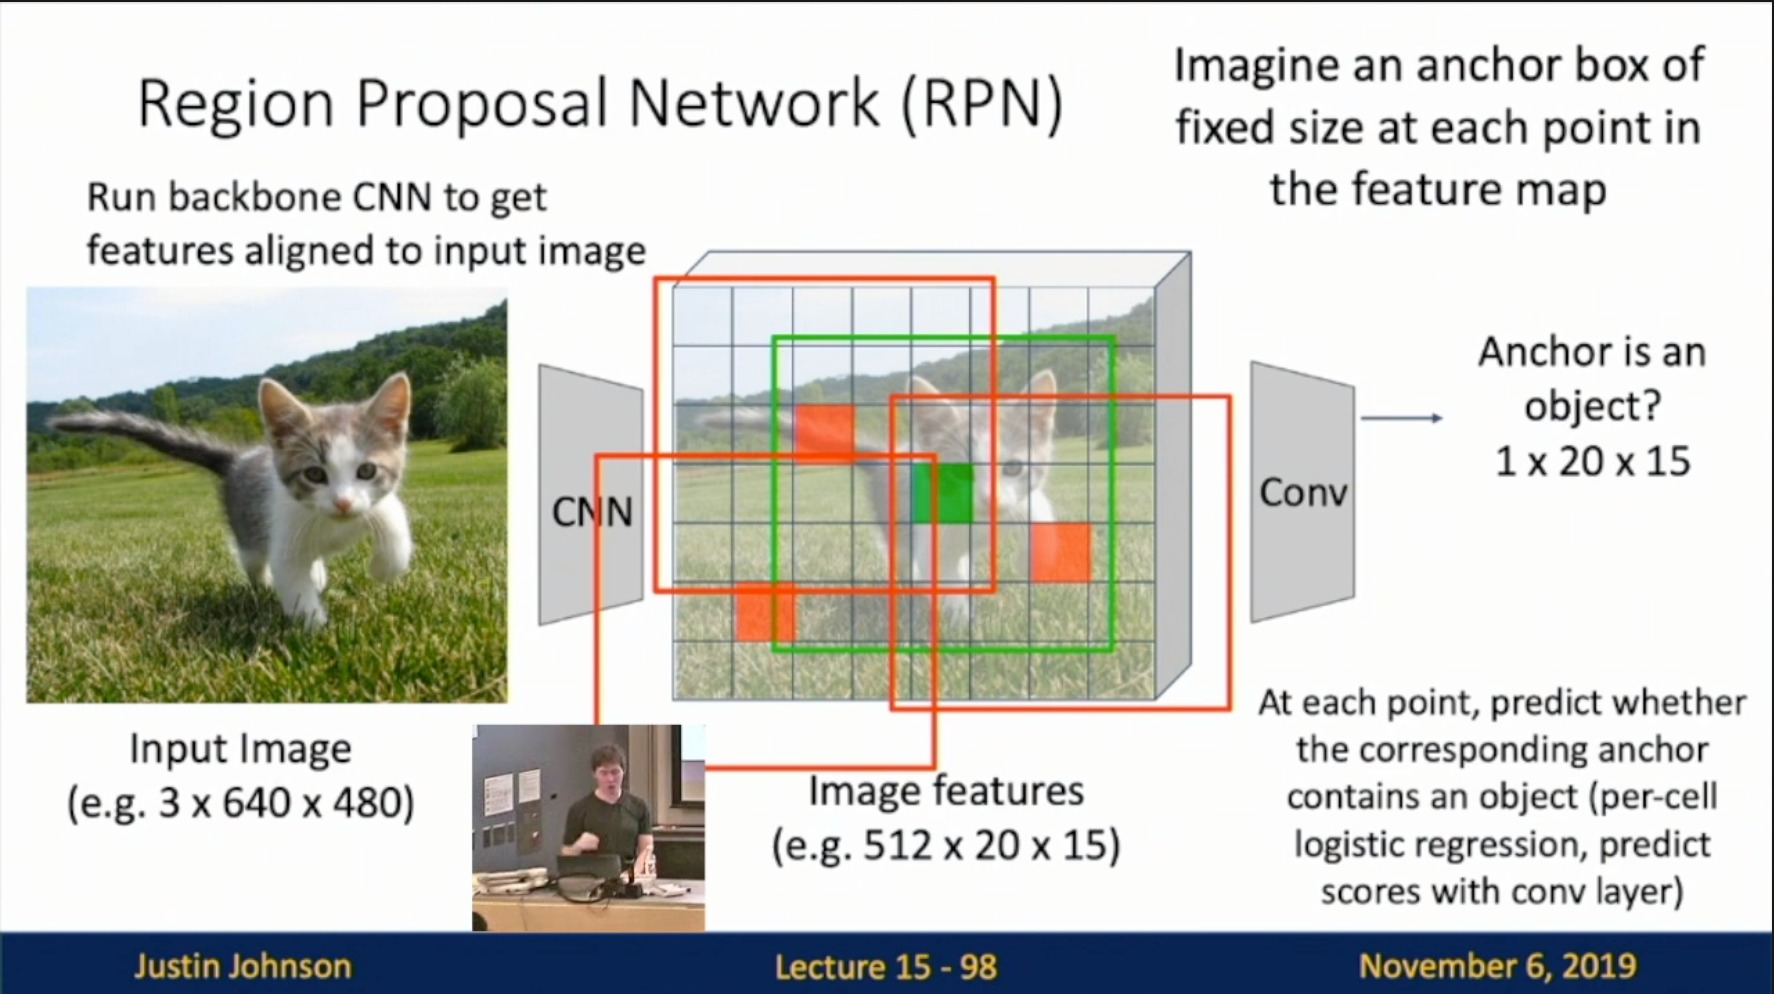 Region Proposal Network (RPN)
Imagine an anchor box of
fixed size at each point in
the feature map
Run backbone CNN to get
features aligned to input image
CNN
Conv
Anchor is an
object?
1 x 20 x 15
Input Image
(e.g. 3 x 640 x 480)
Image features
(e.g. 512 x 20 x 15)
At each point, predict whether
the corresponding anchor
contains an object (per-cell
logistic regression, predict
scores with conv layer)
Justin Johnson
Lecture 15 - 98
November 6, 2019